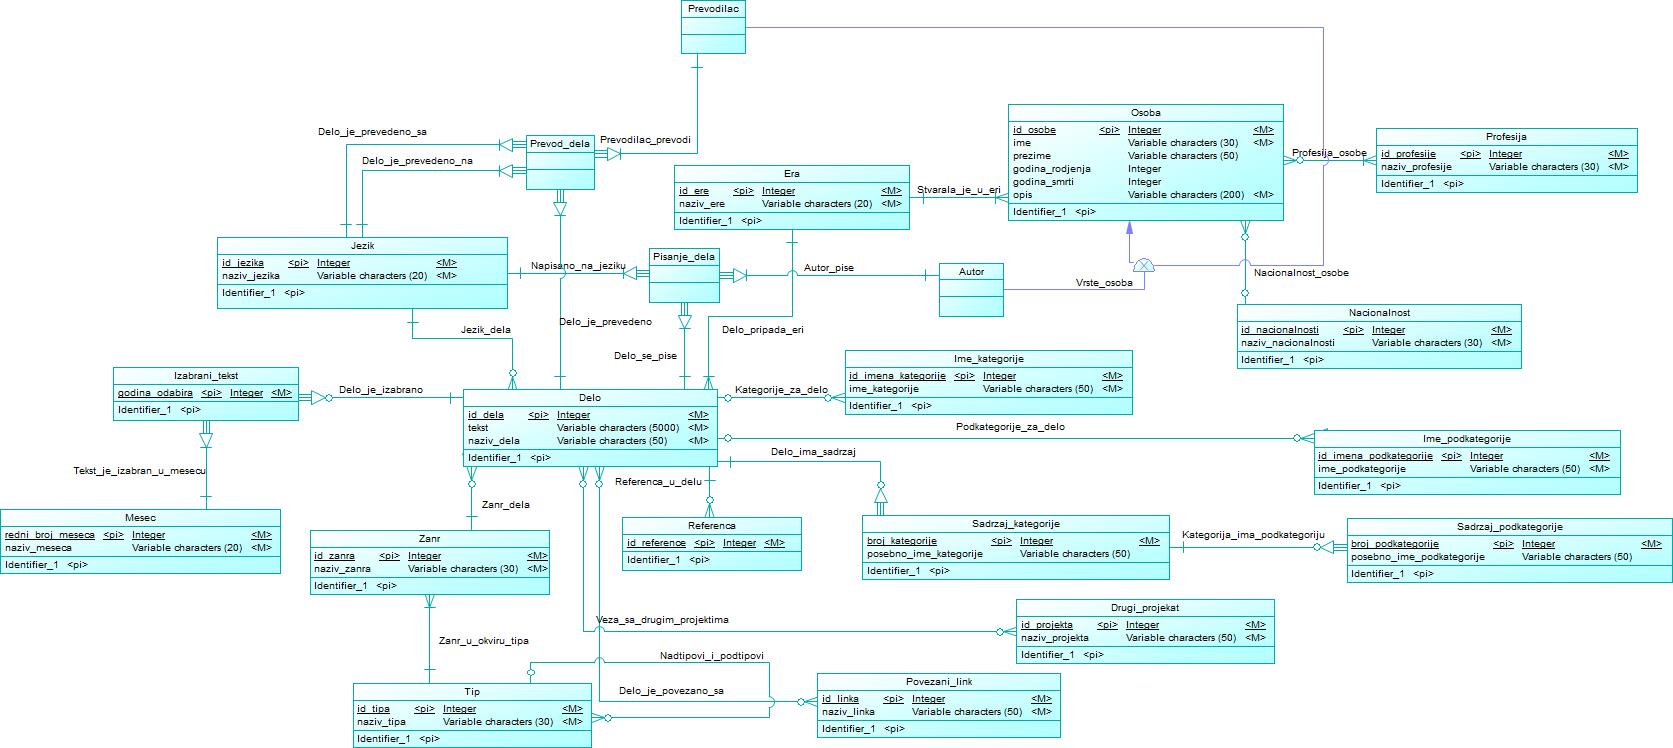 Prevodilac
Delo_je_prevedeno_sa
Prevod_dela
Prevodilac_prevodi
Delo_je_prevedeno_na
Osoba
id_osobe <pi> Integer <M>
ime Variable characters (30) <M>
prezime Variable characters (50)
godina_rodjenja Integer
godina_smrti Integer
opis Variable characters (200) <M>
Identifier_1 <pi>
Profesija_osobe
Profesija
id_profesije <pi> Integer <M>
naziv_profesije Variable characters (30) <M>
Identifier_1 <pi>
Era
id_ere <pi> Integer <M>
naziv_ere Variable characters (20) <M>
Identifier_1 <pi>
Stvarala_je_u_eri
Jezik
id_jezika <pi> Integer <M>
naziv_jezika Variable characters (20) <M>
Identifier_1 <pi>
Napisano_na_jeziku
Pisanje_dela
Autor_pise
Autor
Vrste_osoba
Nacionalnost_osobe
Nacionalnost
id_nacionalnosti <pi> Integer <M>
naziv_nacionalnosti Variable characters (30) <M>
Identifier_1 <pi>
Jezik_dela
Delo_je_prevedeno
Delo_pripada_eri
Delo_se_pise
Izabrani_tekst
godina_odabira <pi> Integer <M>
Identifier_1 <pi>
Delo_je_izabrano
Ime_kategorije
id_imena_kategorije <pi> Integer <M>
ime_kategorije Variable characters (50) <M>
Identifier_1 <pi>
Kategorije_za_delo
Delo
id_dela <pi> Integer <M>
tekst Variable characters (5000) <M>
naziv_dela Variable characters (50) <M>
Identifier_1 <pi>
Podkategorije_za_delo
Ime_podkategorije
id_imena_podkategorije <pi> Integer <M>
ime_podkategorije Variable characters (50) <M>
Identifier_1 <pi>
Tekst_je_izabran_u_mesecu
Delo_ima_sadrzaj
Referenca_u_delu
Zanr_dela
Mesec
redni_broj_meseca <pi> Integer <M>
naziv_meseca Variable characters (20) <M>
Identifier_1 <pi>
Zanr
id_zanra <pi> Integer <M>
naziv_zanra Variable characters (30) <M>
Identifier_1 <pi>
Referenca
id_reference <pi> Integer <M>
Identifier_1 <pi>
Sadrzaj_kategorije
broj_kategorije <pi> Integer <M>
posebno_ime_kategorije Variable characters (50)
Identifier_1 <pi>
Kategorija_ima_podkategoriju
Sadrzaj_podkategorije
broj_podkategorije <pi> Integer <M>
posebno_ime_podkategorije Variable characters (50)
Identifier_1 <pi>
Veza_sa_drugim_projektima
Drugi_projekat
id_projekta <pi> Integer <M>
naziv_projekta Variable characters (50) <M>
Identifier_1 <pi>
Zanr_u_okviru_tipa
Nadtipovi_i_podtipovi
Tip
id_tipa <pi> Integer <M>
naziv_tipa Variable characters (30) <M>
Identifier_1 <pi>
Delo_je_povezano_sa
Povezani_link
id_linka <pi> Integer <M>
naziv_linka Variable characters (50) <M>
Identifier_1 <pi>